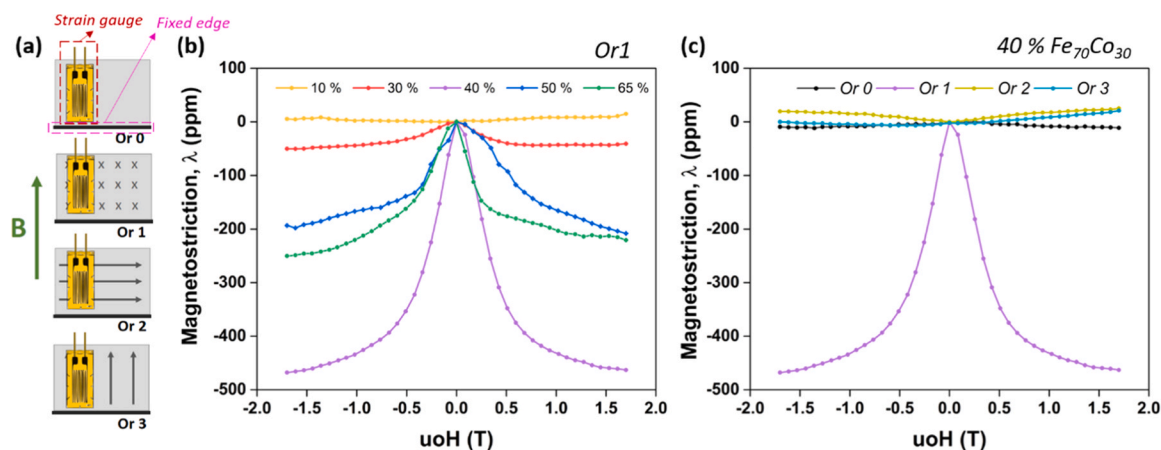 Strain gauge
Fixed edge
(a)
Or 0
x x x
x x x
x x x
Or 1
B
Or 2
Or 3
(b)
Or1
100
0
-100
-200
-300
-400
-500
Magnetostriction, λ (ppm)
10 % 30 % 40 % 50 % 65 %
-2.0 -1.5 -1.0 -0.5 0.0 0.5 1.0 1.5 2.0
uoH (T)
(c)
40 % Fe₇₀Co₃₀
100
0
-100
-200
-300
-400
-500
Magnetostriction, λ (ppm)
Or 0 Or 1 Or 2 Or 3
-2.0 -1.5 -1.0 -0.5 0.0 0.5 1.0 1.5 2.0
uoH (T)